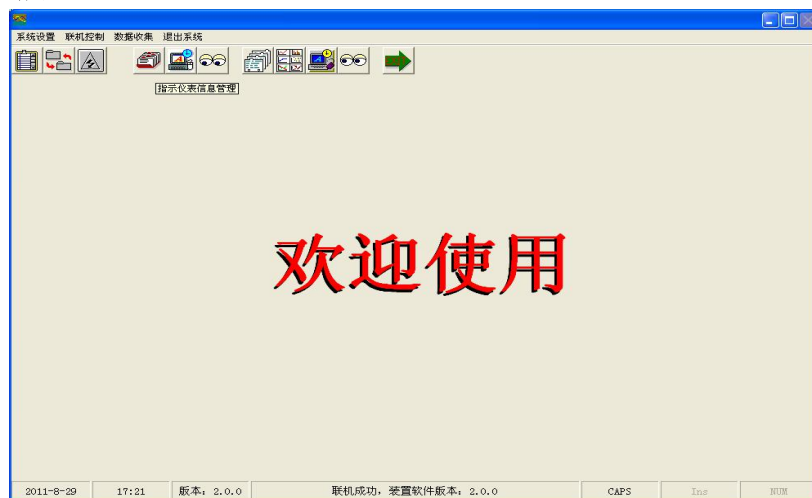 系统设置 联机控制 数据收集 退出系统
指示仪表信息管理
欢迎使用
2011-8-29 17:21 版本：2.0.0 联机成功，装置软件版本：2.0.0 CAPS Ins NUM